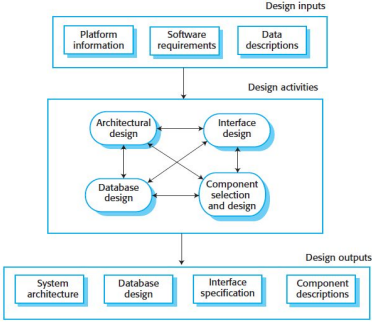 Design inputs
Platform
information
Software
requirements
Data
descriptions
Design activities
Architectural
design
Interface
design
Database
design
Component
selection
and design
Design outputs
System
architecture
Database
design
Interface
specification
Component
descriptions